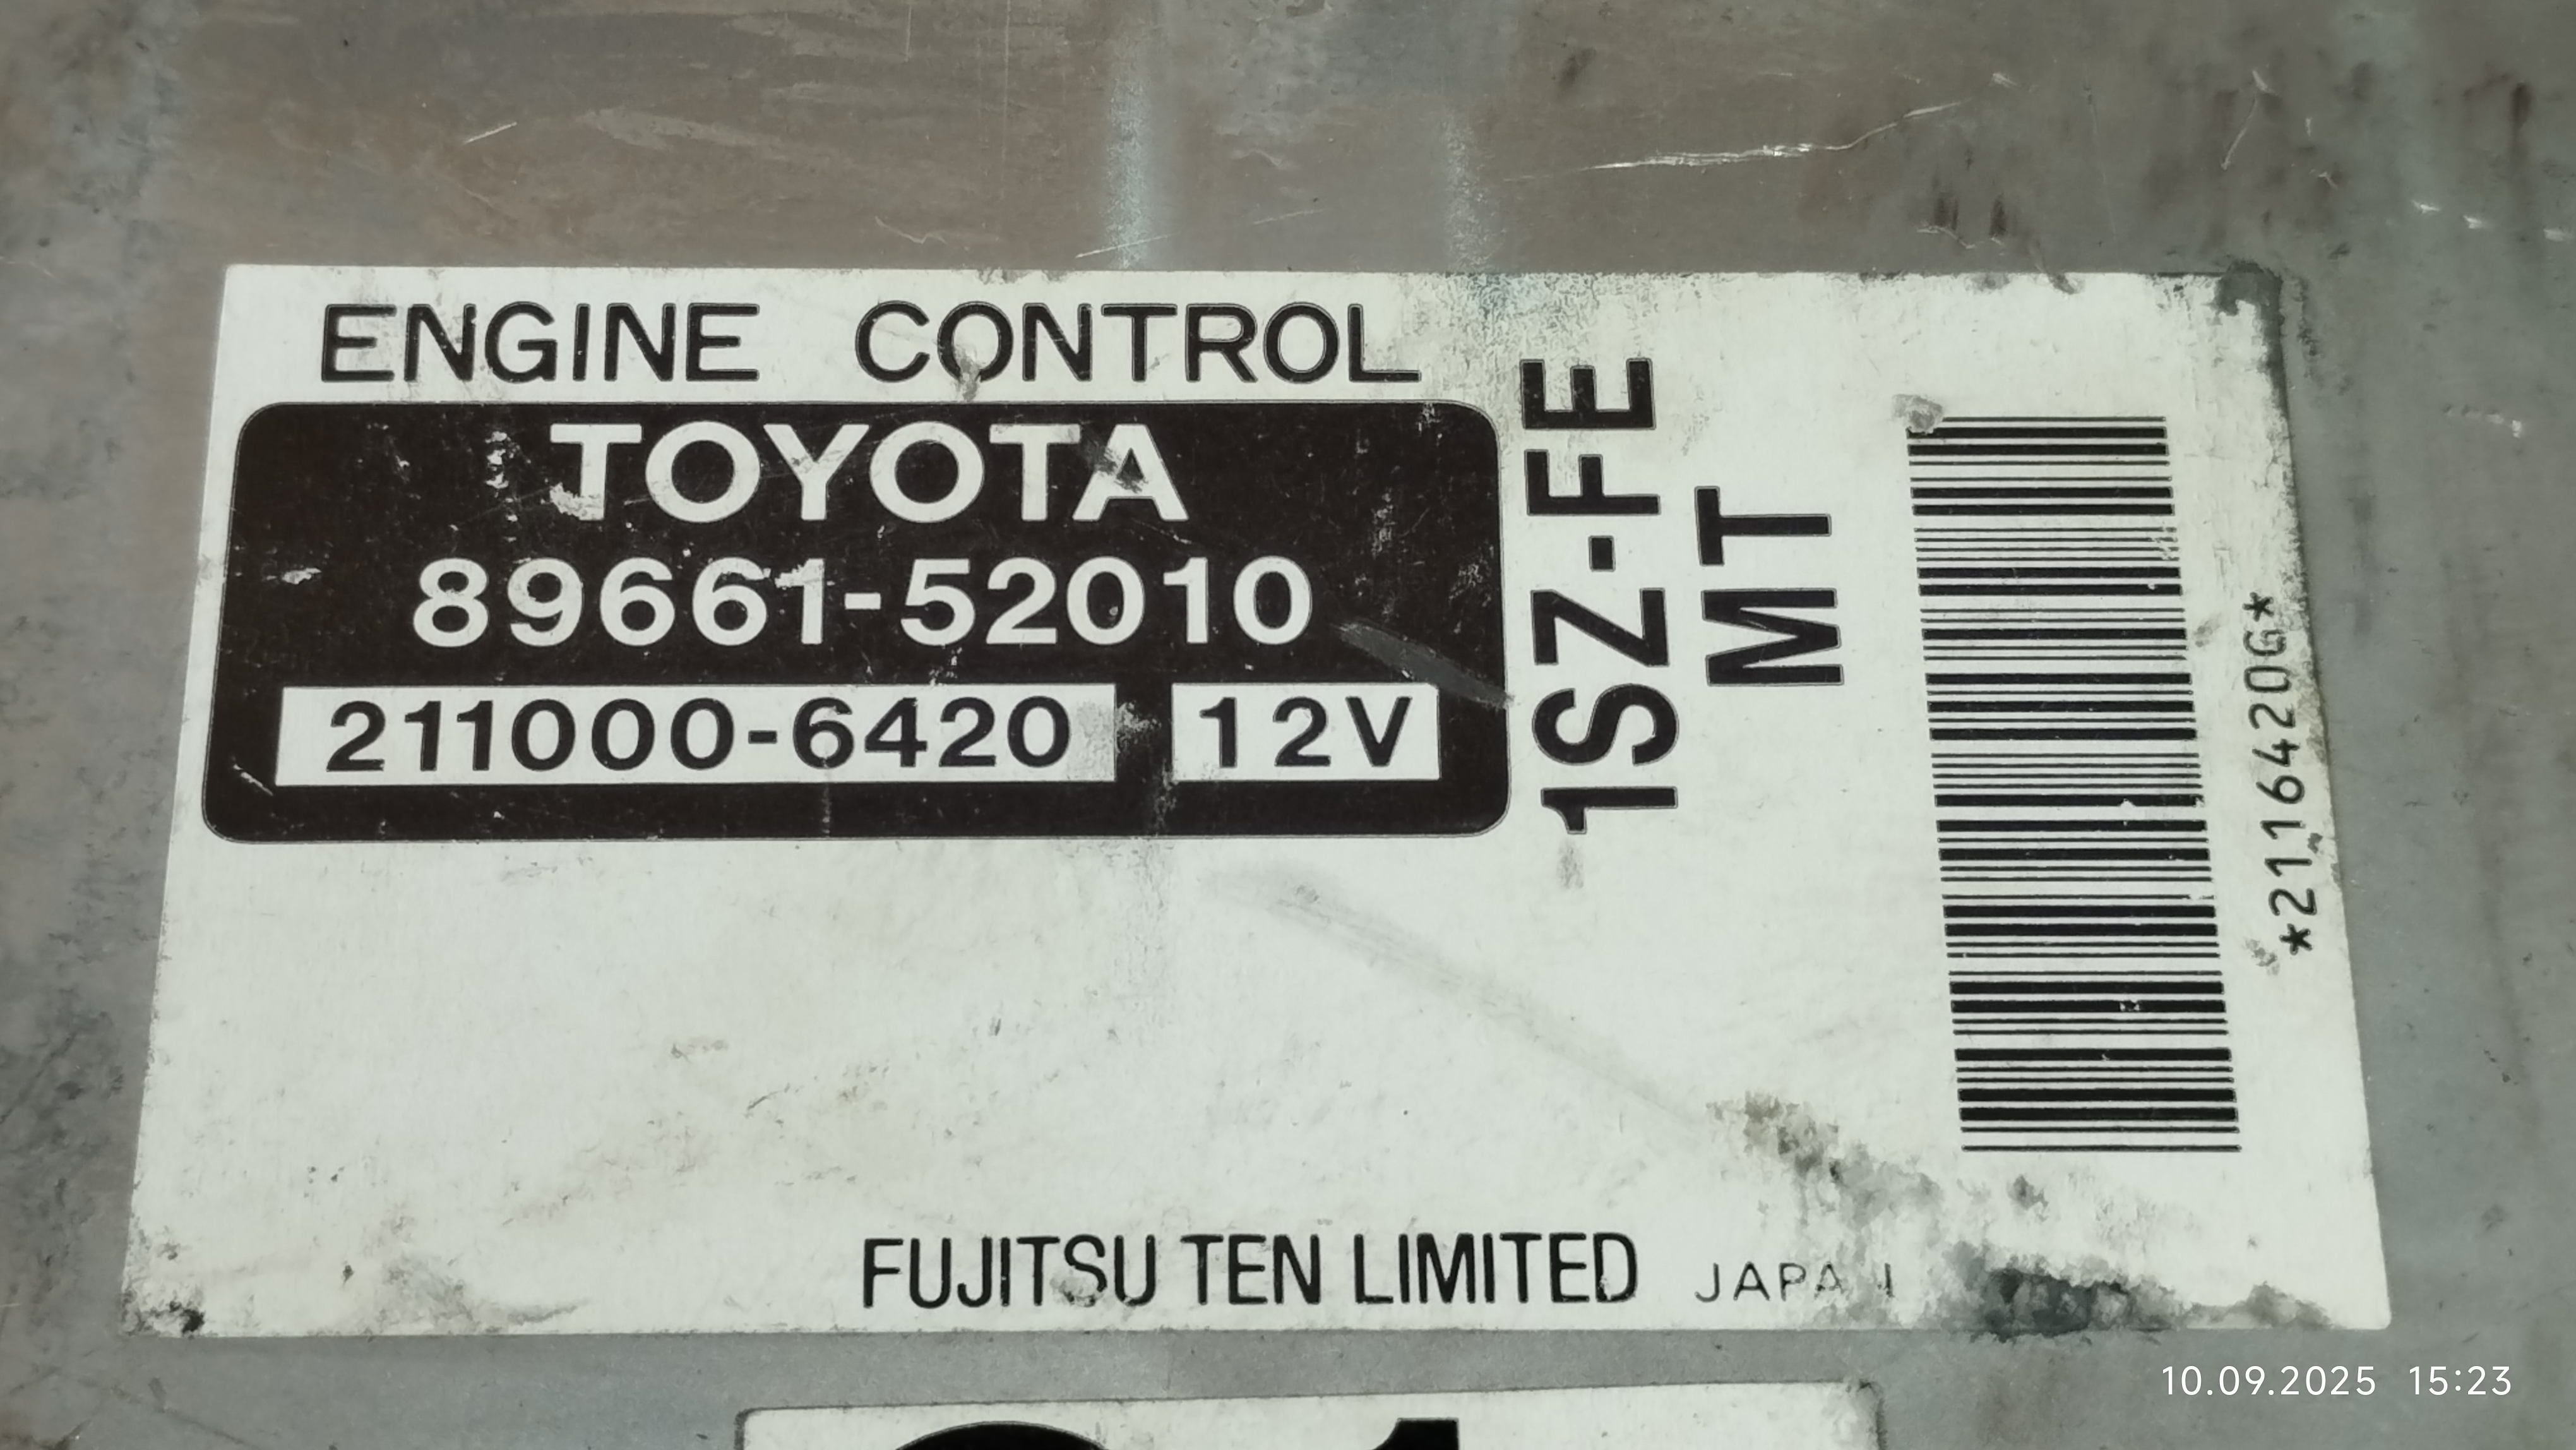 ENGINE CONTROL
TOYOTA
89661-52010
211000-6420 12V
1SZ-FE
MT
*2116420G*
FUJITSU TEN LIMITED JAPAN
10.09.2025 15:23